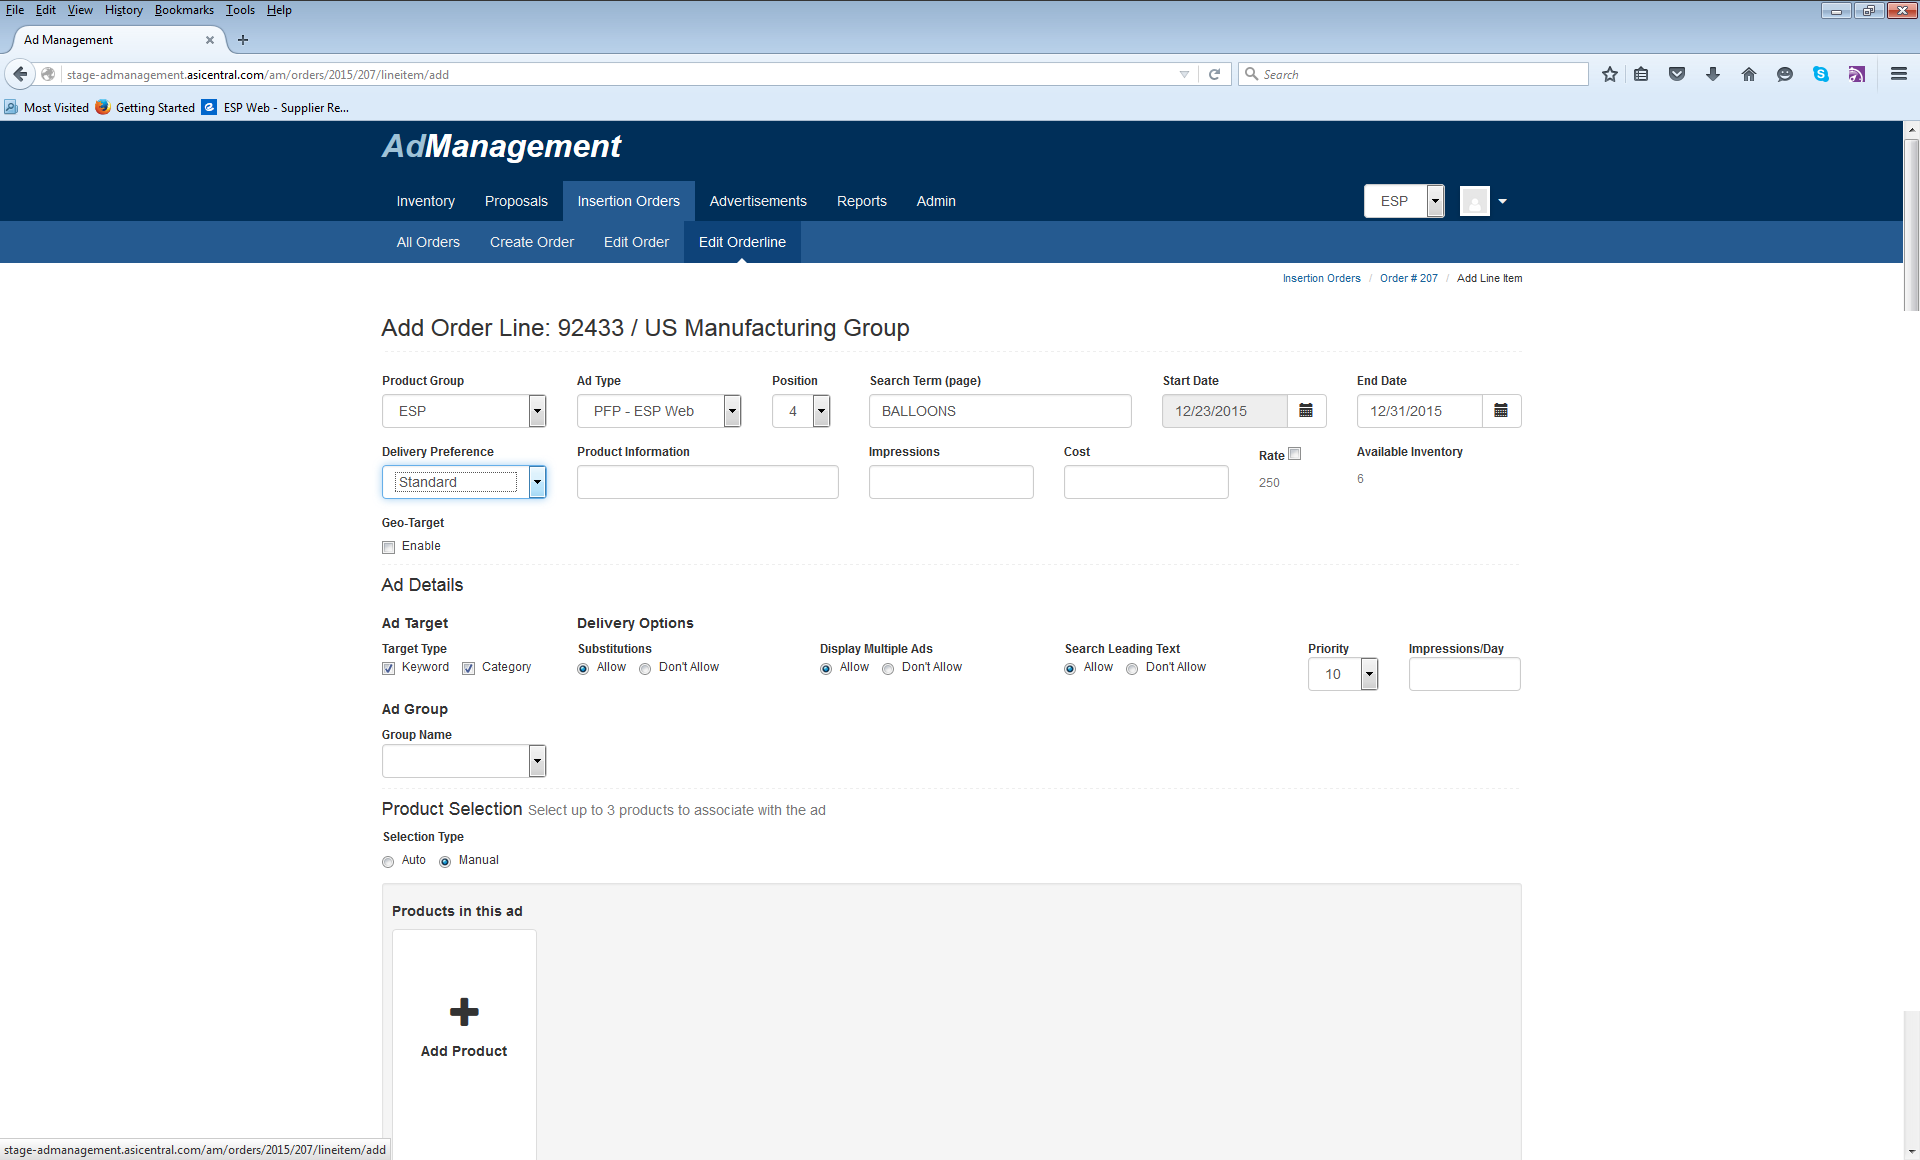 File Edit View History Bookmarks Tools Help
Ad Management
stage-admanagement.asicentral.com/am/orders/2015/207/lineitem/add
Search
Most Visited Getting Started ESP Web - Supplier Re...
AdManagement
Inventory Proposals Insertion Orders Advertisements Reports Admin ESP
All Orders Create Order Edit Order Edit Orderline
Insertion Orders / Order # 207 / Add Line Item
Add Order Line: 92433 / US Manufacturing Group
Product Group Ad Type Position Search Term (page) Start Date End Date
ESP PFP - ESP Web 4 BALLOONS 12/23/2015 12/31/2015
Delivery Preference Product Information Impressions Cost Rate Available Inventory
Standard 250 6
Geo-Target
Enable
Ad Details
Ad Target Delivery Options
Target Type Substitutions Display Multiple Ads Search Leading Text Priority Impressions/Day
Keyword Category Allow Don't Allow Allow Don't Allow Allow Don't Allow 10
Ad Group
Group Name
Product Selection Select up to 3 products to associate with the ad
Selection Type
Auto Manual
Products in this ad
Add Product
stage-admanagement.asicentral.com/am/orders/2015/207/lineitem/add